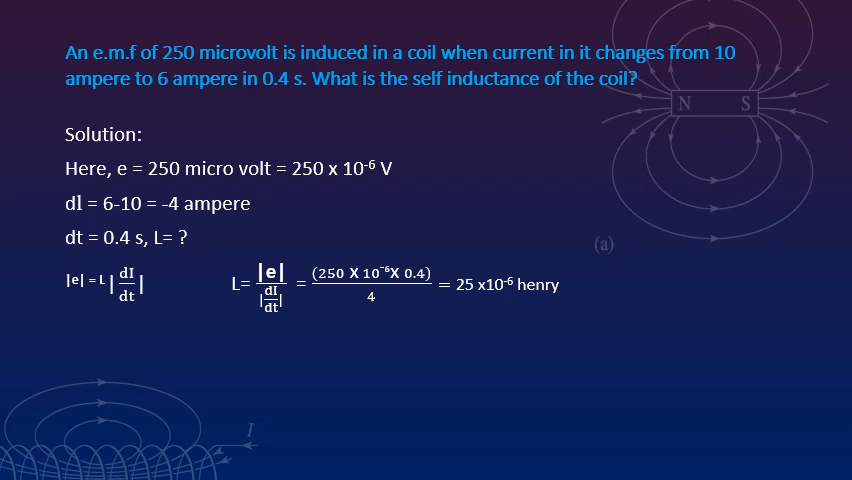 An e.m.f of 250 microvolt is induced in a coil when current in it changes from 10
ampere to 6 ampere in 0.4 s. What is the self inductance of the coil?
N S
Solution:
Here, e = 250 micro volt = 250 x 10⁻⁶ V
dl = 6-10 = -4 ampere
dt = 0.4 s, L= ?
(a)
|e| = L |dI/dt| L= |e|/|dI/dt| = (250 X 10⁻⁶X 0.4)/4 = 25 x10⁻⁶ henry
I